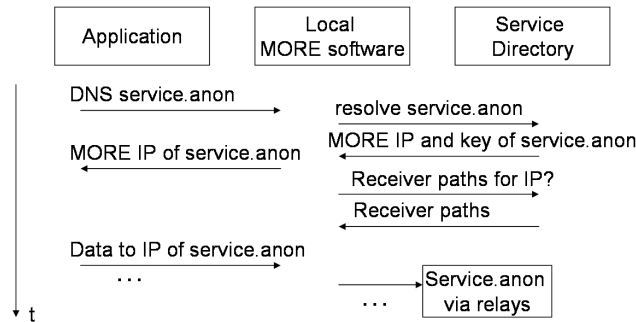 Application
Local
MORE software
Service
Directory
DNS service.anon
resolve service.anon
MORE IP and key of service.anon
MORE IP of service.anon
Receiver paths for IP?
Receiver paths
Data to IP of service.anon
...
...
Service.anon
via relays
t